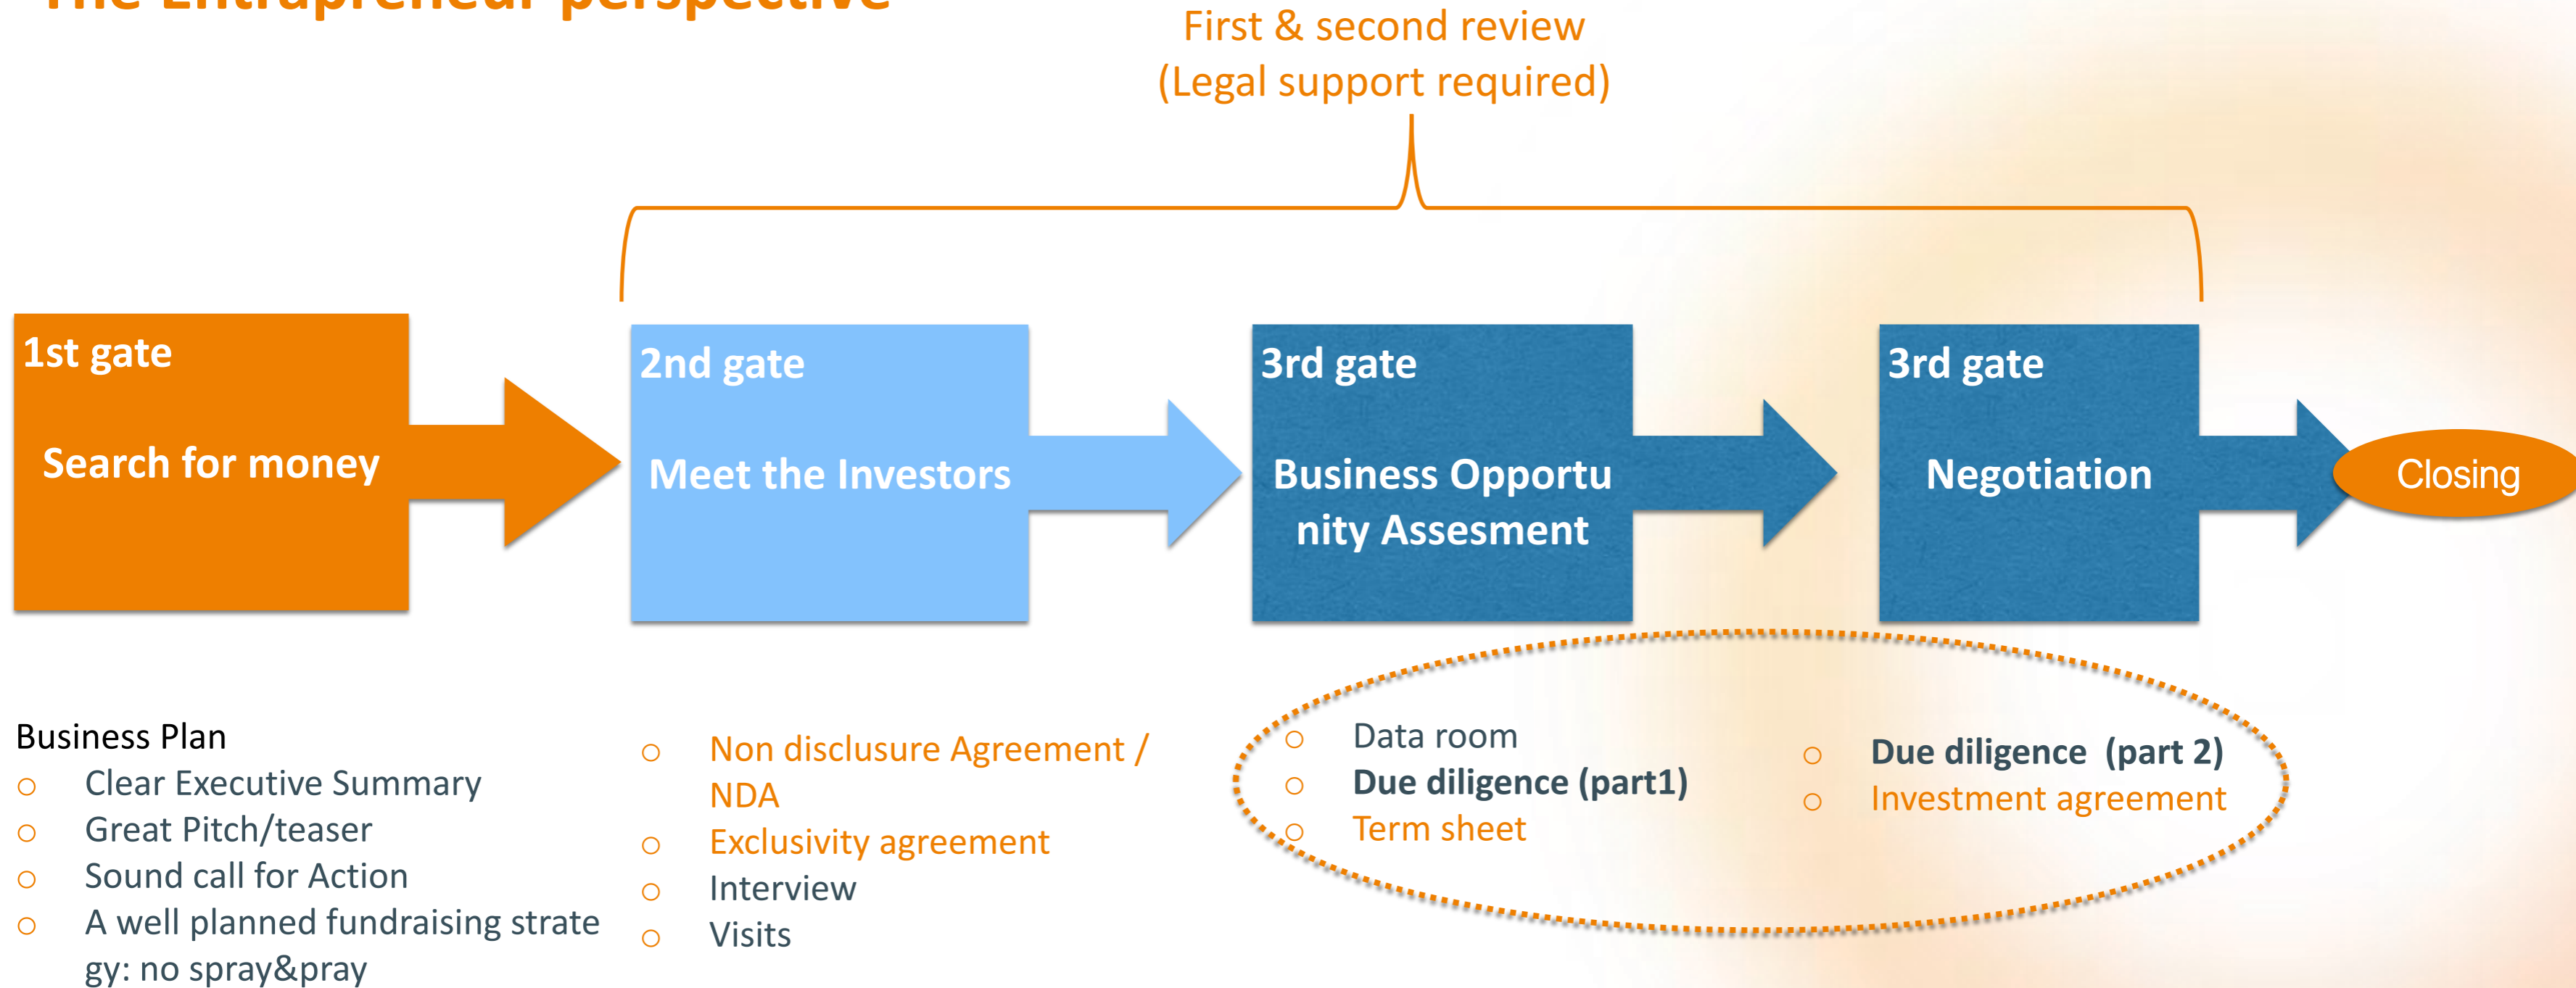 The Entrapreneur perspective
First & second review
(Legal support required)
1st gate
Search for money
2nd gate
Meet the Investors
3rd gate
Business Opportu
nity Assesment
3rd gate
Negotiation
Closing
Business Plan
o Clear Executive Summary
o Great Pitch/teaser
o Sound call for Action
o A well planned fundraising strate
gy: no spray&pray
o Non disclusure Agreement /
NDA
o Exclusivity agreement
o Interview
o Visits
o Data room
o Due diligence (part1)
o Term sheet
o Due diligence (part 2)
o Investment agreement